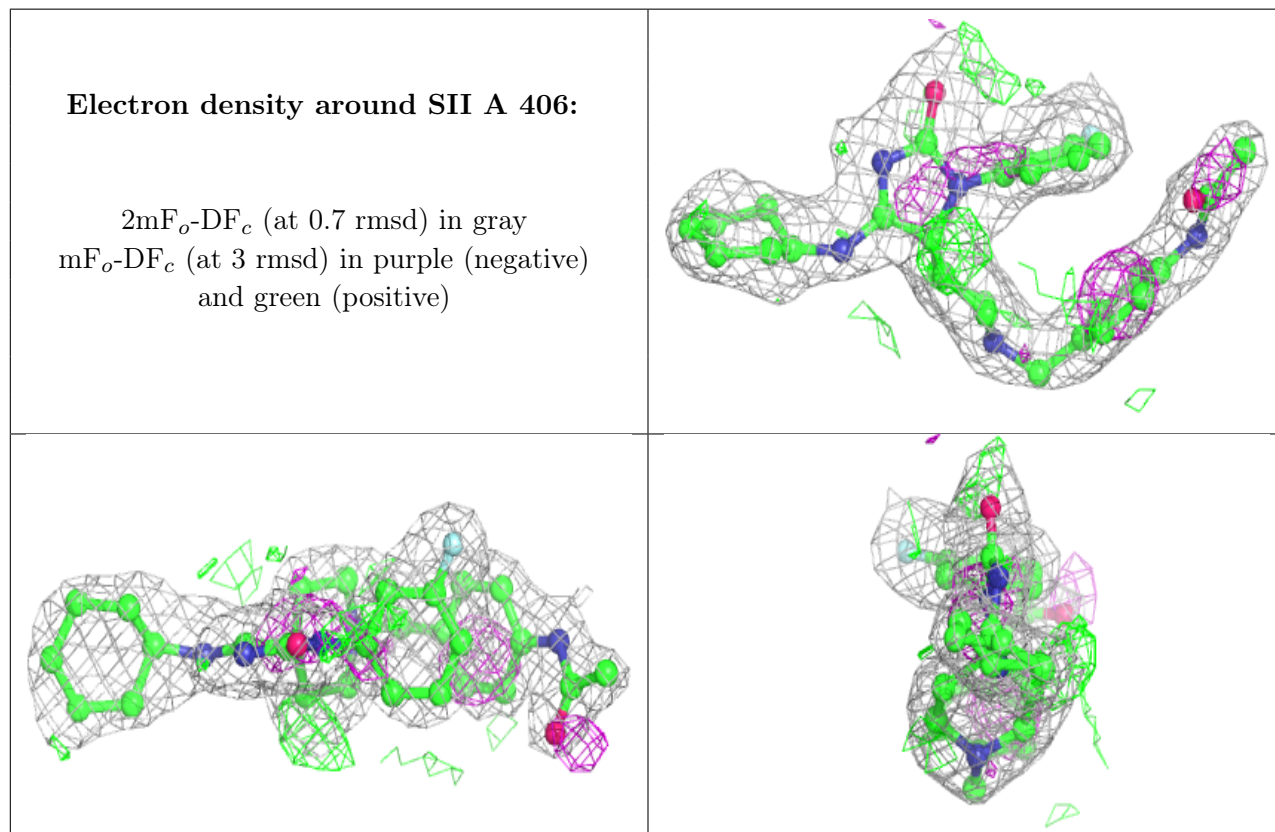 Electron density around SII A 406:
2mFo-DFc (at 0.7 rmsd) in gray
mFo-DFc (at 3 rmsd) in purple (negative)
and green (positive)